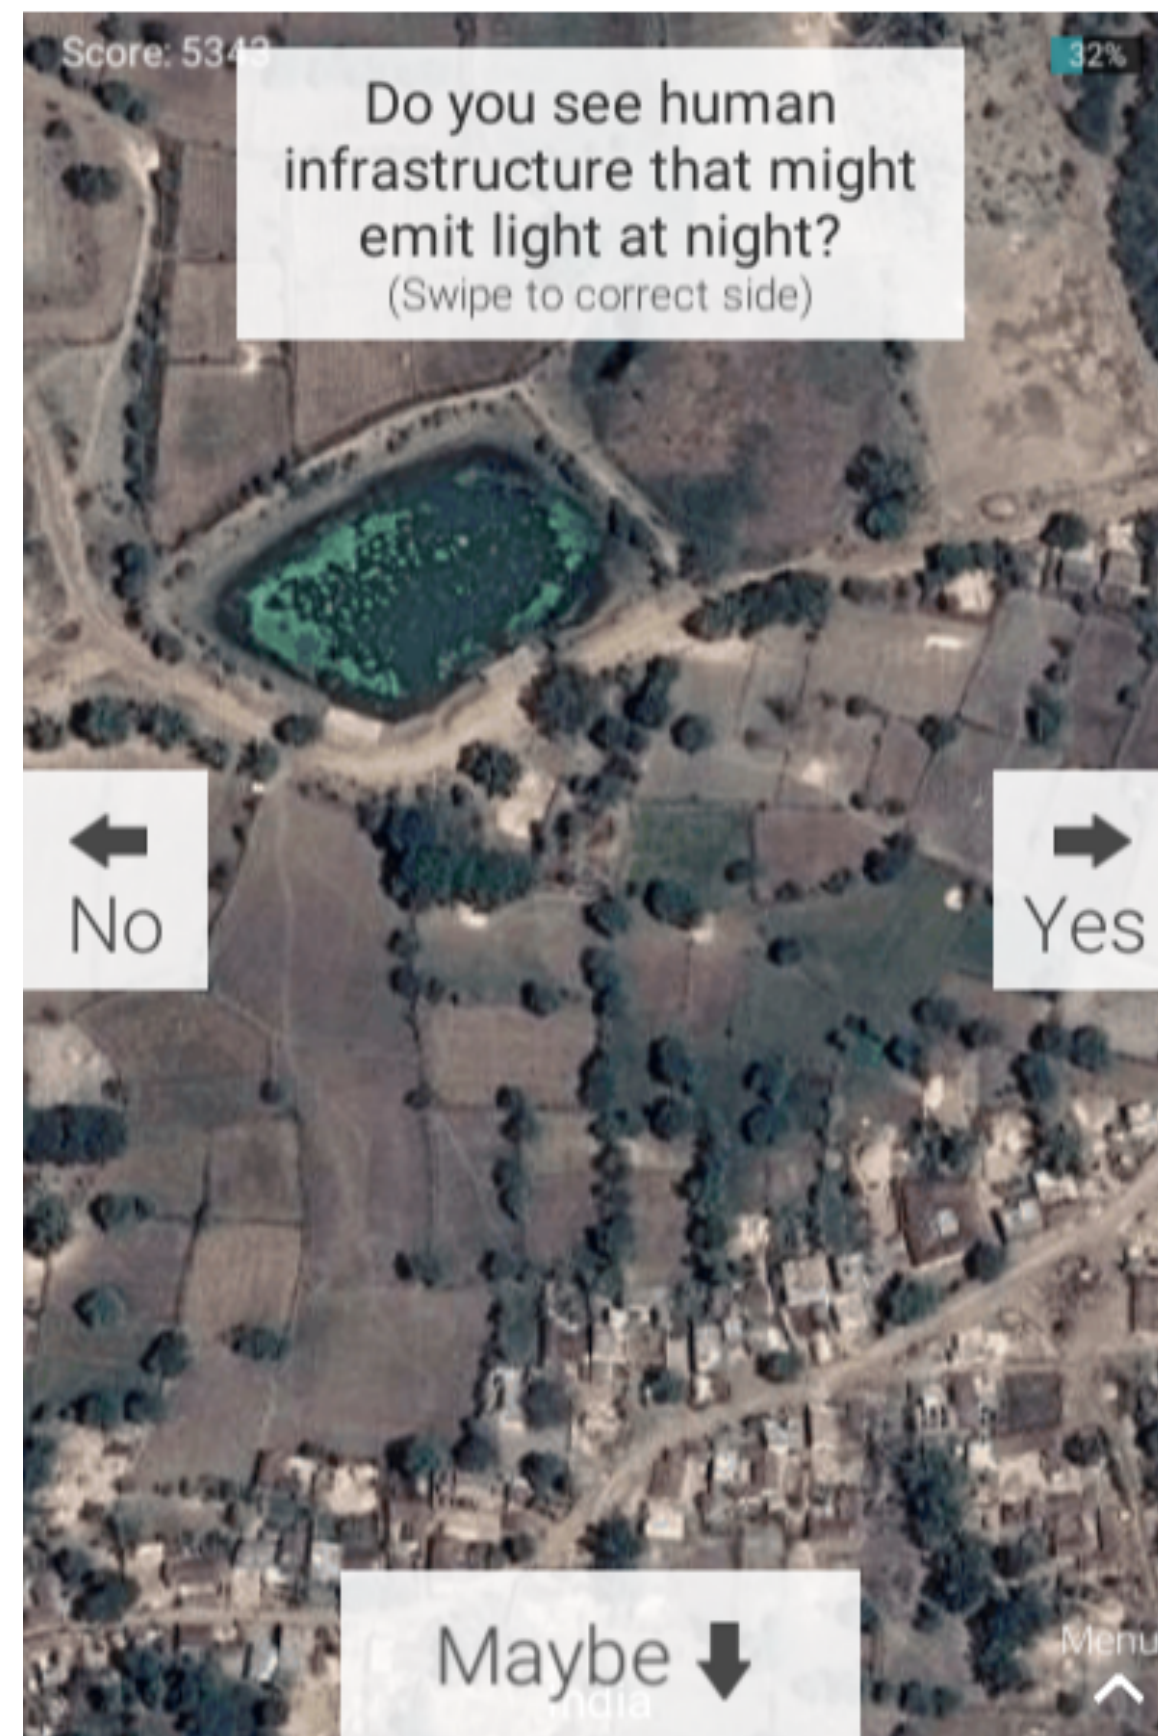 Score: 5343
32%
Do you see human
infrastructure that might
emit light at night?
(Swipe to correct side)
No
Yes
Maybe
India
Menu